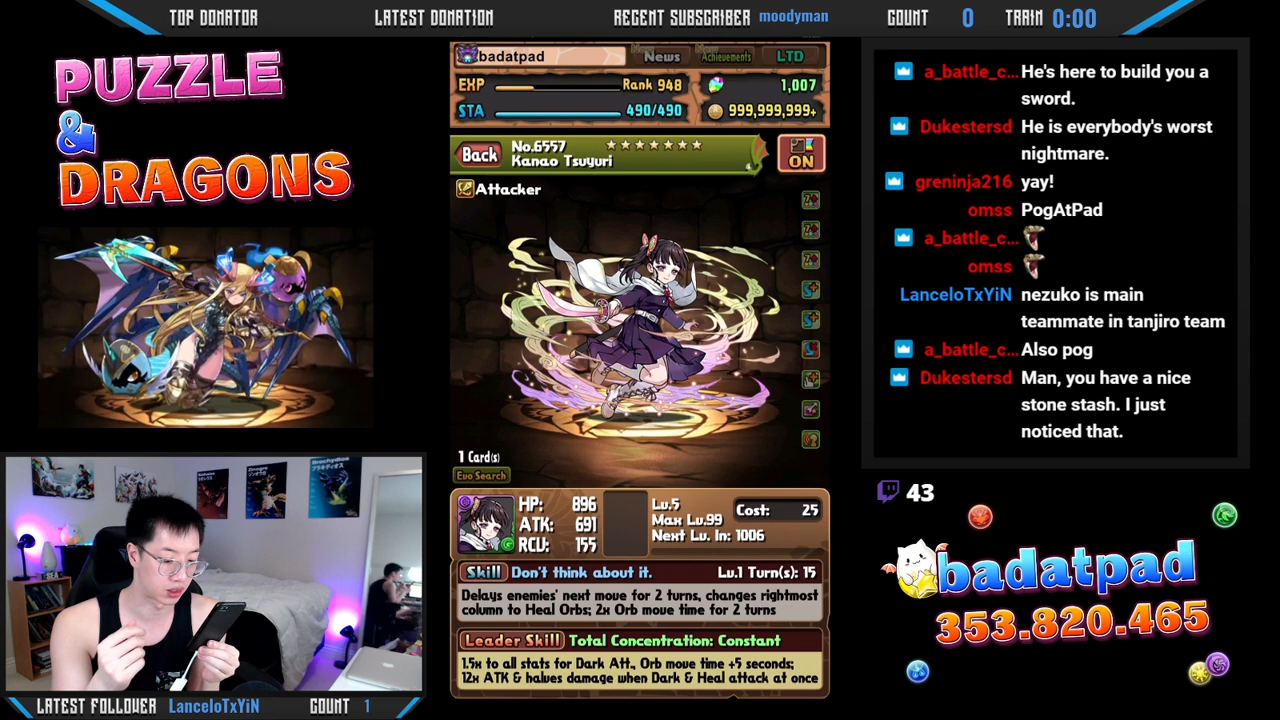 TOP DONATOR
LATEST DONATION
RECENT SUBSCRIBER moodyman
COUNT 0
TRAIN 0:00
PUZZLE
&
DRAGONS
badatpad
News
Achievements
LTD
EXP
Rank 948
1,007
STA
490/490
999,999,999+
Back
No.6557
Kanao Tsuyuri
ON
Attacker
1 Card(s)
Evo Search
HP: 896
ATK: 691
RCV: 155
Lv.5
Max Lv.99
Next Lv. In: 1006
Cost: 25
Skill Don't think about it. Lv.1 Turn(s): 15
Delays enemies' next move for 2 turns, changes rightmost
column to Heal Orbs; 2x Orb move time for 2 turns
Leader Skill Total Concentration: Constant
1.5x to all stats for Dark Att., Orb move time +5 seconds;
12x ATK & halves damage when Dark & Heal attack at once
a_battle_c... He's here to build you a
sword.
Dukestersd He is everybody's worst
nightmare.
greninja216 yay!
omss PogAtPad
a_battle_c...
omss
LanceloTxYiN nezuko is main
teammate in tanjiro team
a_battle_c... Also pog
Dukestersd Man, you have a nice
stone stash. I just
noticed that.
43
badatpad
353.820.465
LATEST FOLLOWER LanceloTxYiN COUNT 1